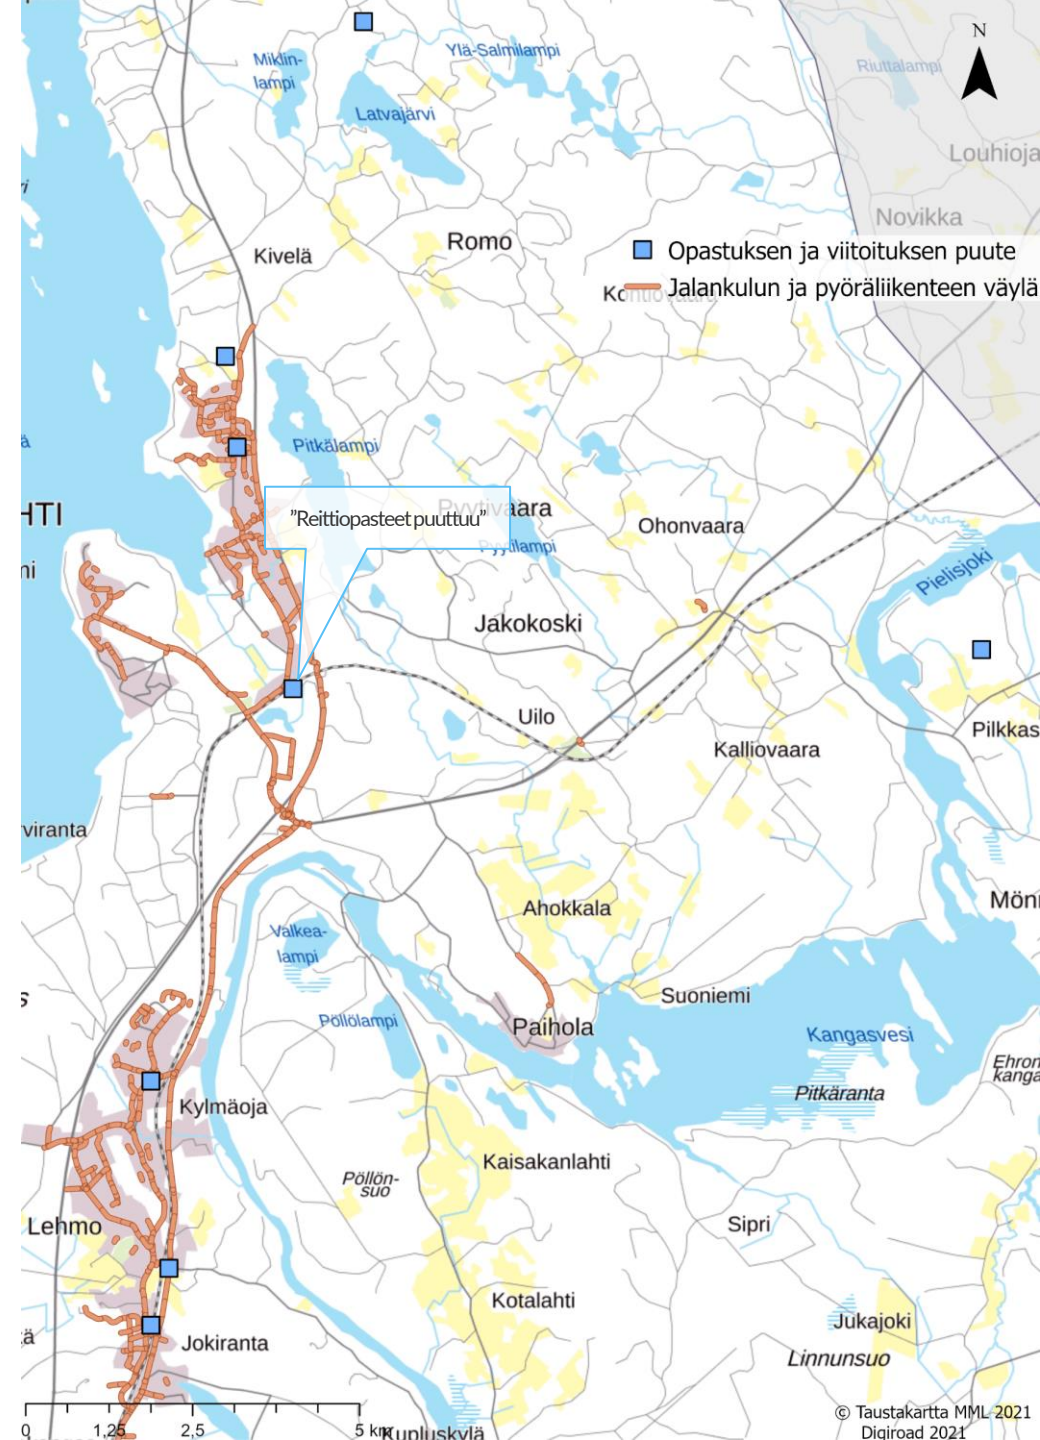 N
Miklin-
lampi
Ylä-Salmilampi
Riuttalampi
Latvajärvi
Louhioja
Novikka
Kivelä
Romo
Opastuksen ja viitoituksen puute
Jalankulun ja pyöräliikenteen väylä
Pitkälampi
HTI
"Reittiopasteet puuttuu"
Pyytivaara
Ohonvaara
Pyytilampi
Pielisjoki
Jakokoski
Uilo
Kalliovaara
Pilkkas
viranta
Ahokkala
Valkea-
lampi
Suoniemi
Pöllölampi
Paihola
Kangasvesi
Ehron
kanga
Pitkäranta
Kylmäoja
Kaisakanlahti
Pöllön-
suo
Lehmo
Sipri
Kotalahti
Jukajoki
Jokiranta
Linnunsuo
0 1,25 2,5 5 km
Kupluskylä
© Taustakartta MML 2021
Digiroad 2021